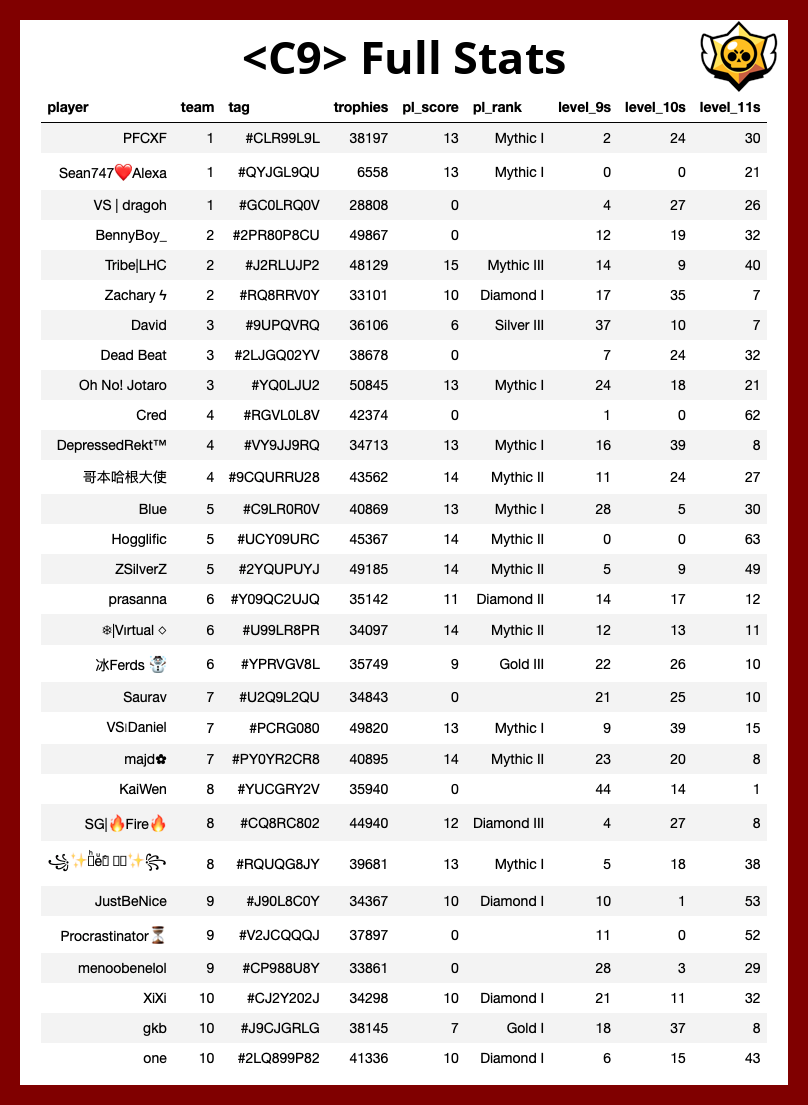 <C9> Full Stats
player team tag trophies pl_score pl_rank level_9s level_10s level_11s
PFCXF 1 #CLR99L9L 38197 13 Mythic I 2 24 30
Sean747❤️Alexa 1 #QYJGL9QU 6558 13 Mythic I 0 0 21
VS | dragoh 1 #GC0LRQ0V 28808 0 4 27 26
BennyBoy_ 2 #2PR80P8CU 49867 0 12 19 32
Tribe|LHC 2 #J2RLUJP2 48129 15 Mythic III 14 9 40
Zachary ϟ 2 #RQ8RRV0Y 33101 10 Diamond I 17 35 7
David 3 #9UPQVRQ 36106 6 Silver III 37 10 7
Dead Beat 3 #2LJGQ02YV 38678 0 7 24 32
Oh No! Jotaro 3 #YQ0LJU2 50845 13 Mythic I 24 18 21
Cred 4 #RGVL0L8V 42374 0 1 0 62
DepressedRekt™ 4 #VY9JJ9RQ 34713 13 Mythic I 16 39 8
哥本哈根大使 4 #9CQURRU28 43562 14 Mythic II 11 24 27
Blue 5 #C9LR0R0V 40869 13 Mythic I 28 5 30
Hogglific 5 #UCY09URC 45367 14 Mythic II 0 0 63
ZSilverZ 5 #2YQUPUYJ 49185 14 Mythic II 5 9 49
prasanna 6 #Y09QC2UJQ 35142 11 Diamond II 14 17 12
❄|Vırtual ◇ 6 #U99LR8PR 34097 14 Mythic II 12 13 11
冰Ferds ☃️ 6 #YPRVGV8L 35749 9 Gold III 22 26 10
Saurav 7 #U2Q9L2QU 34843 0 21 25 10
VS|Daniel 7 #PCRG080 49820 13 Mythic I 9 39 15
majd✿ 7 #PY0YR2CR8 40895 14 Mythic II 23 20 8
KaiWen 8 #YUCGRY2V 35940 0 44 14 1
SG|🔥Fire🔥 8 #CQ8RC802 44940 12 Diamond III 4 27 8
8 #RQUQG8JY 39681 13 Mythic I 5 18 38
JustBeNice 9 #J90L8C0Y 34367 10 Diamond I 10 1 53
Procrastinator⏳ 9 #V2JCQQQJ 37897 0 11 0 52
menoobenelol 9 #CP988U8Y 33861 0 28 3 29
XiXi 10 #CJ2Y202J 34298 10 Diamond I 21 11 32
gkb 10 #J9CJGRLG 38145 7 Gold I 18 37 8
one 10 #2LQ899P82 41336 10 Diamond I 6 15 43